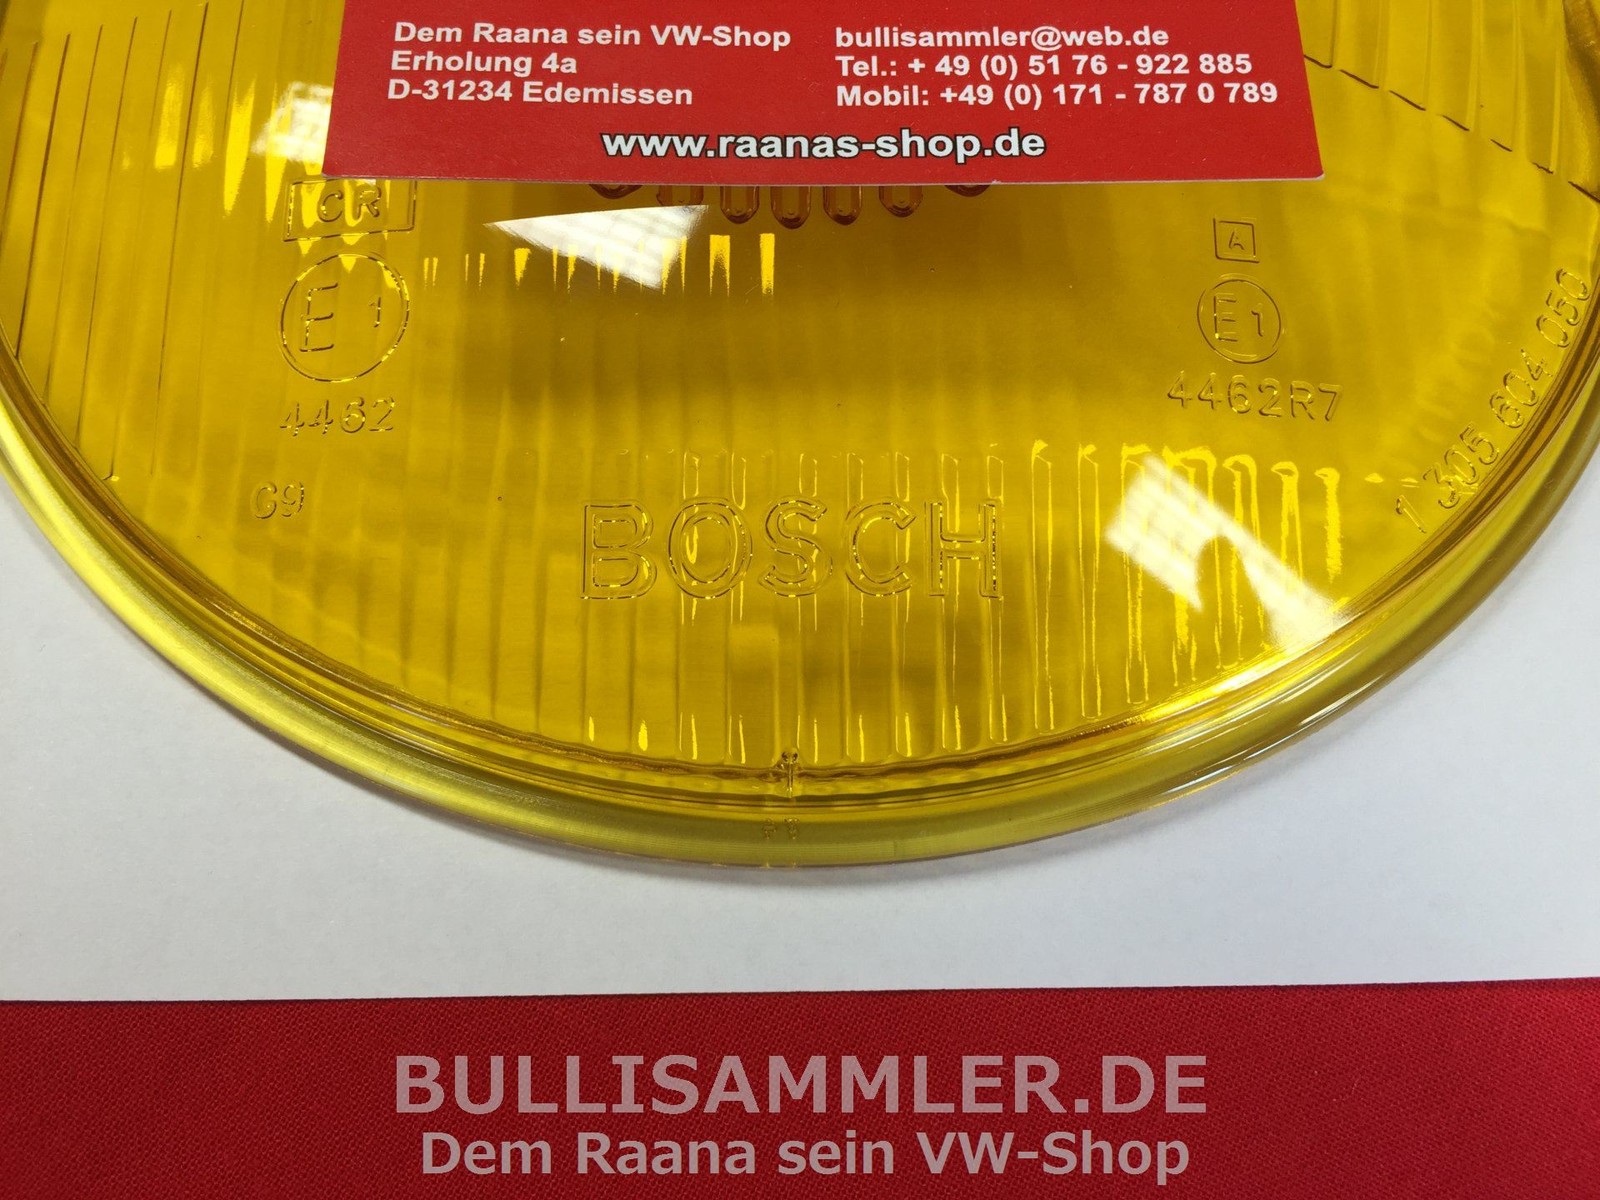 Dem Raana sein VW-Shop
Erholung 4a
D-31234 Edemissen
bullisammler@web.de
Tel.: + 49 (0) 51 76 - 922 885
Mobil: +49 (0) 171 - 787 0 789
www.raanas-shop.de
CR
E1
4462
G9
A
E1
4462R7
1 305 604 050
BOSCH
BULLISAMMLER.DE
Dem Raana sein VW-Shop